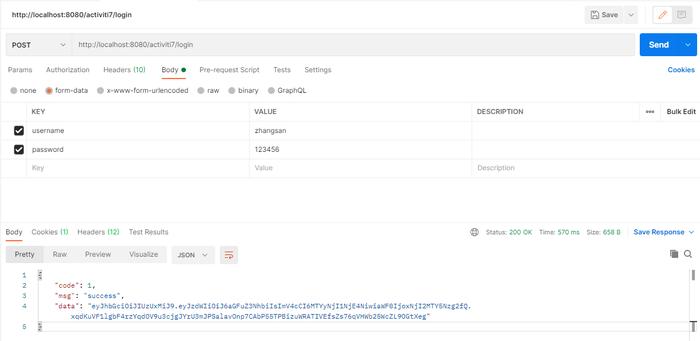 http://localhost:8080/activiti7/login
Save
POST
http://localhost:8080/activiti7/login
Send
Params Authorization Headers (10) Body Pre-request Script Tests Settings Cookies
none form-data x-www-form-urlencoded raw binary GraphQL
KEY VALUE DESCRIPTION Bulk Edit
username zhangsan
password 123456
Key Value Description
Body Cookies (1) Headers (12) Test Results Status: 200 OK Time: 570 ms Size: 658 B Save Response
Pretty Raw Preview Visualize JSON
1 {
2 "code": 1,
3 "msg": "success",
4 "data":
5 }